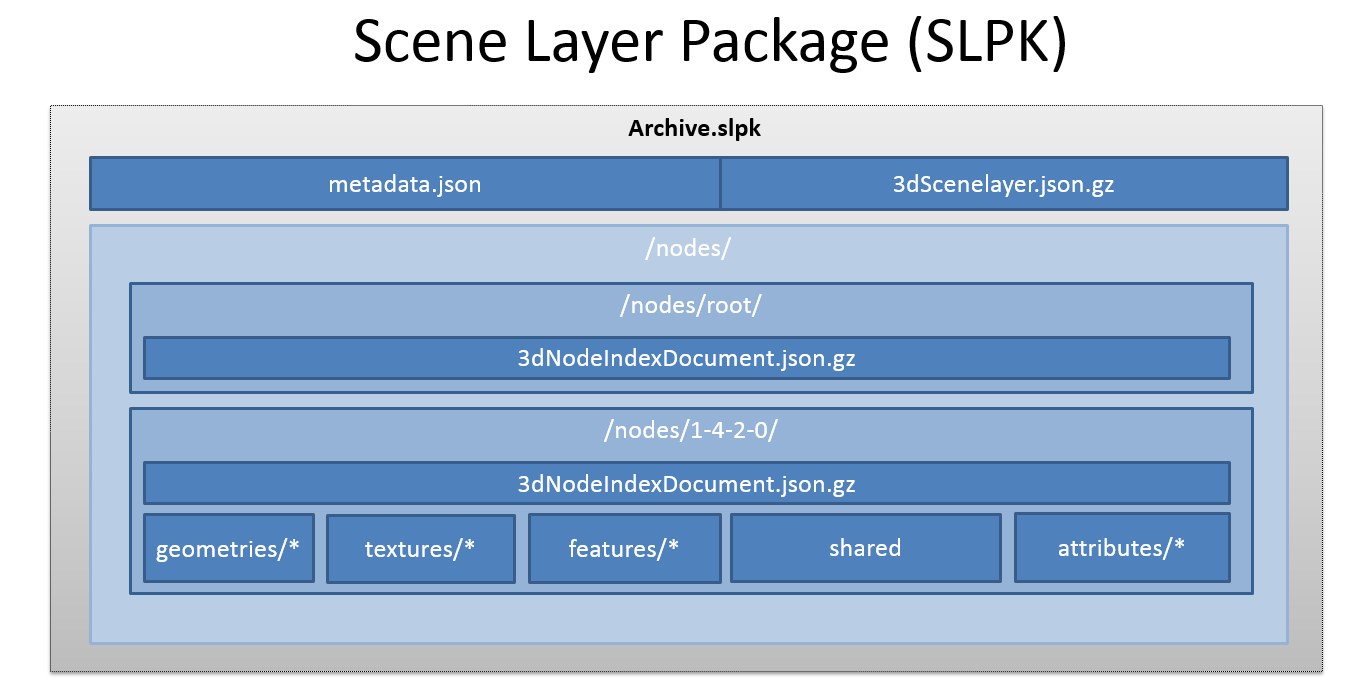 Scene Layer Package (SLPK)
Archive.slpk
metadata.json
3dScenelayer.json.gz
/nodes/
/nodes/root/
3dNodeIndexDocument.json.gz
/nodes/1-4-2-0/
3dNodeIndexDocument.json.gz
geometries/*
textures/*
features/*
shared
attributes/*